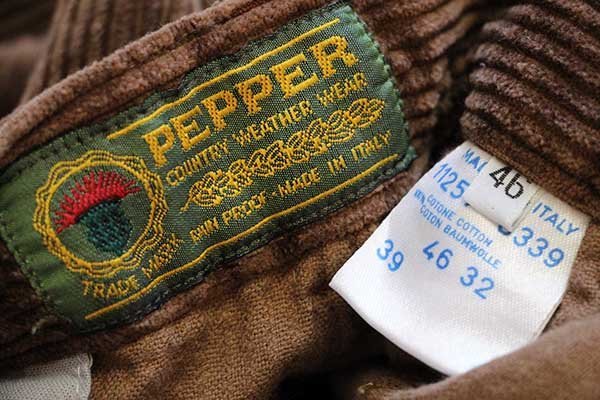 PEPPER
COUNTRY WEATHER WEAR
RAIN PROOF - MADE IN ITALY
TRADE MARK
46
ITALY
1125
3339
COTONE COTTON
COTON BAUMWOLLE
39 46 32